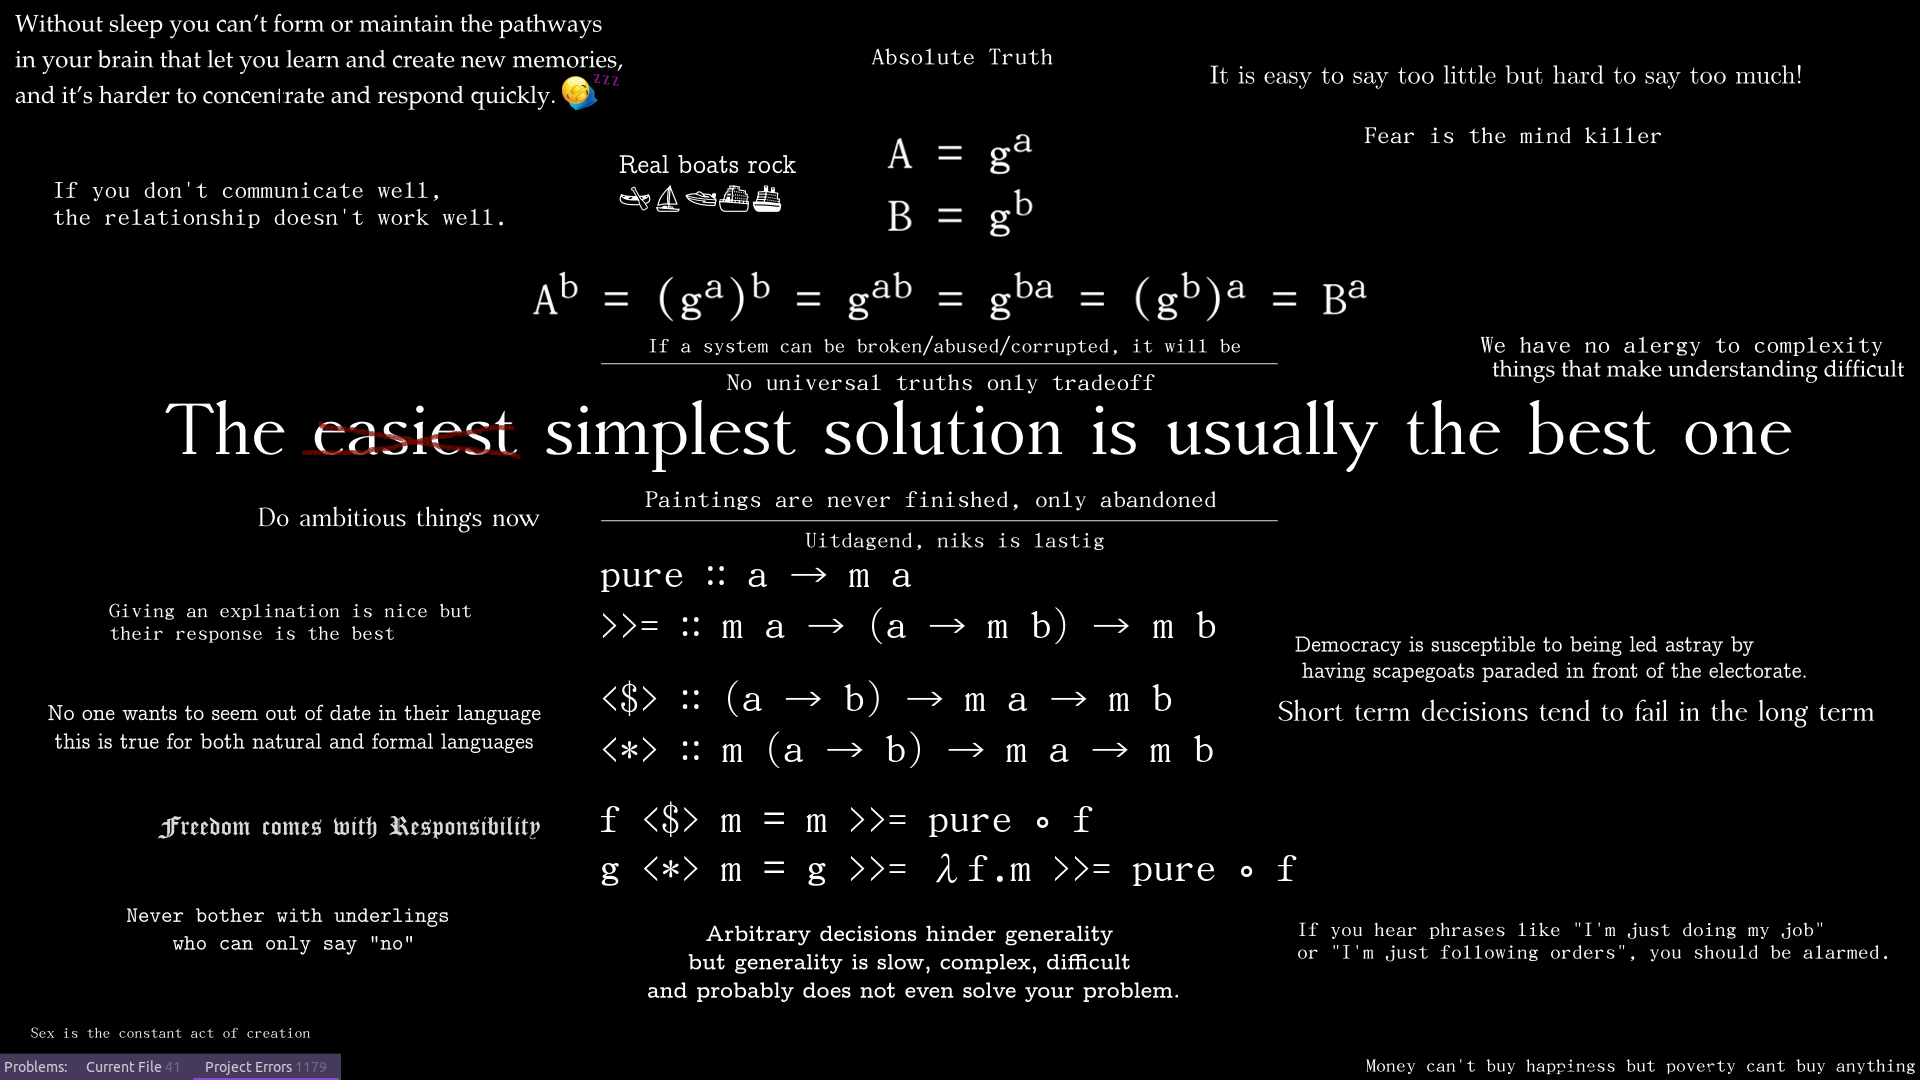 Without sleep you can’t form or maintain the pathways
in your brain that let you learn and create new memories,
and it’s harder to concentrate and respond quickly.
zzz
Absolute Truth
It is easy to say too little but hard to say too much!
Fear is the mind killer
Real boats rock
If you don't communicate well,
the relationship doesn't work well.
A = gᵃ
B = gᵇ
Aᵇ = (gᵃ)ᵇ = gᵃᵇ = gᵇᵃ = (gᵇ)ᵃ = Bᵃ
If a system can be broken/abused/corrupted, it will be
We have no alergy to complexity
things that make understanding difficult
No universal truths only tradeoff
The easiest simplest solution is usually the best one
Paintings are never finished, only abandoned
Do ambitious things now
Uitdagend, niks is lastig
pure :: a → m a
>>= :: m a → (a → m b) → m b
<$> :: (a → b) → m a → m b
<*> :: m (a → b) → m a → m b
f <$> m = m >>= pure ∘ f
g <*> m = g >>= λf.m >>= pure ∘ f
Giving an explination is nice but
their response is the best
Democracy is susceptible to being led astray by
having scapegoats paraded in front of the electorate.
Short term decisions tend to fail in the long term
No one wants to seem out of date in their language
this is true for both natural and formal languages
Freedom comes with Responsibility
Never bother with underlings
who can only say "no"
Arbitrary decisions hinder generality
but generality is slow, complex, difficult
and probably does not even solve your problem.
If you hear phrases like "I'm just doing my job"
or "I'm just following orders", you should be alarmed.
Sex is the constant act of creation
Problems: Current File 41 Project Errors 1179
Money can't buy happiness but poverty cant buy anything